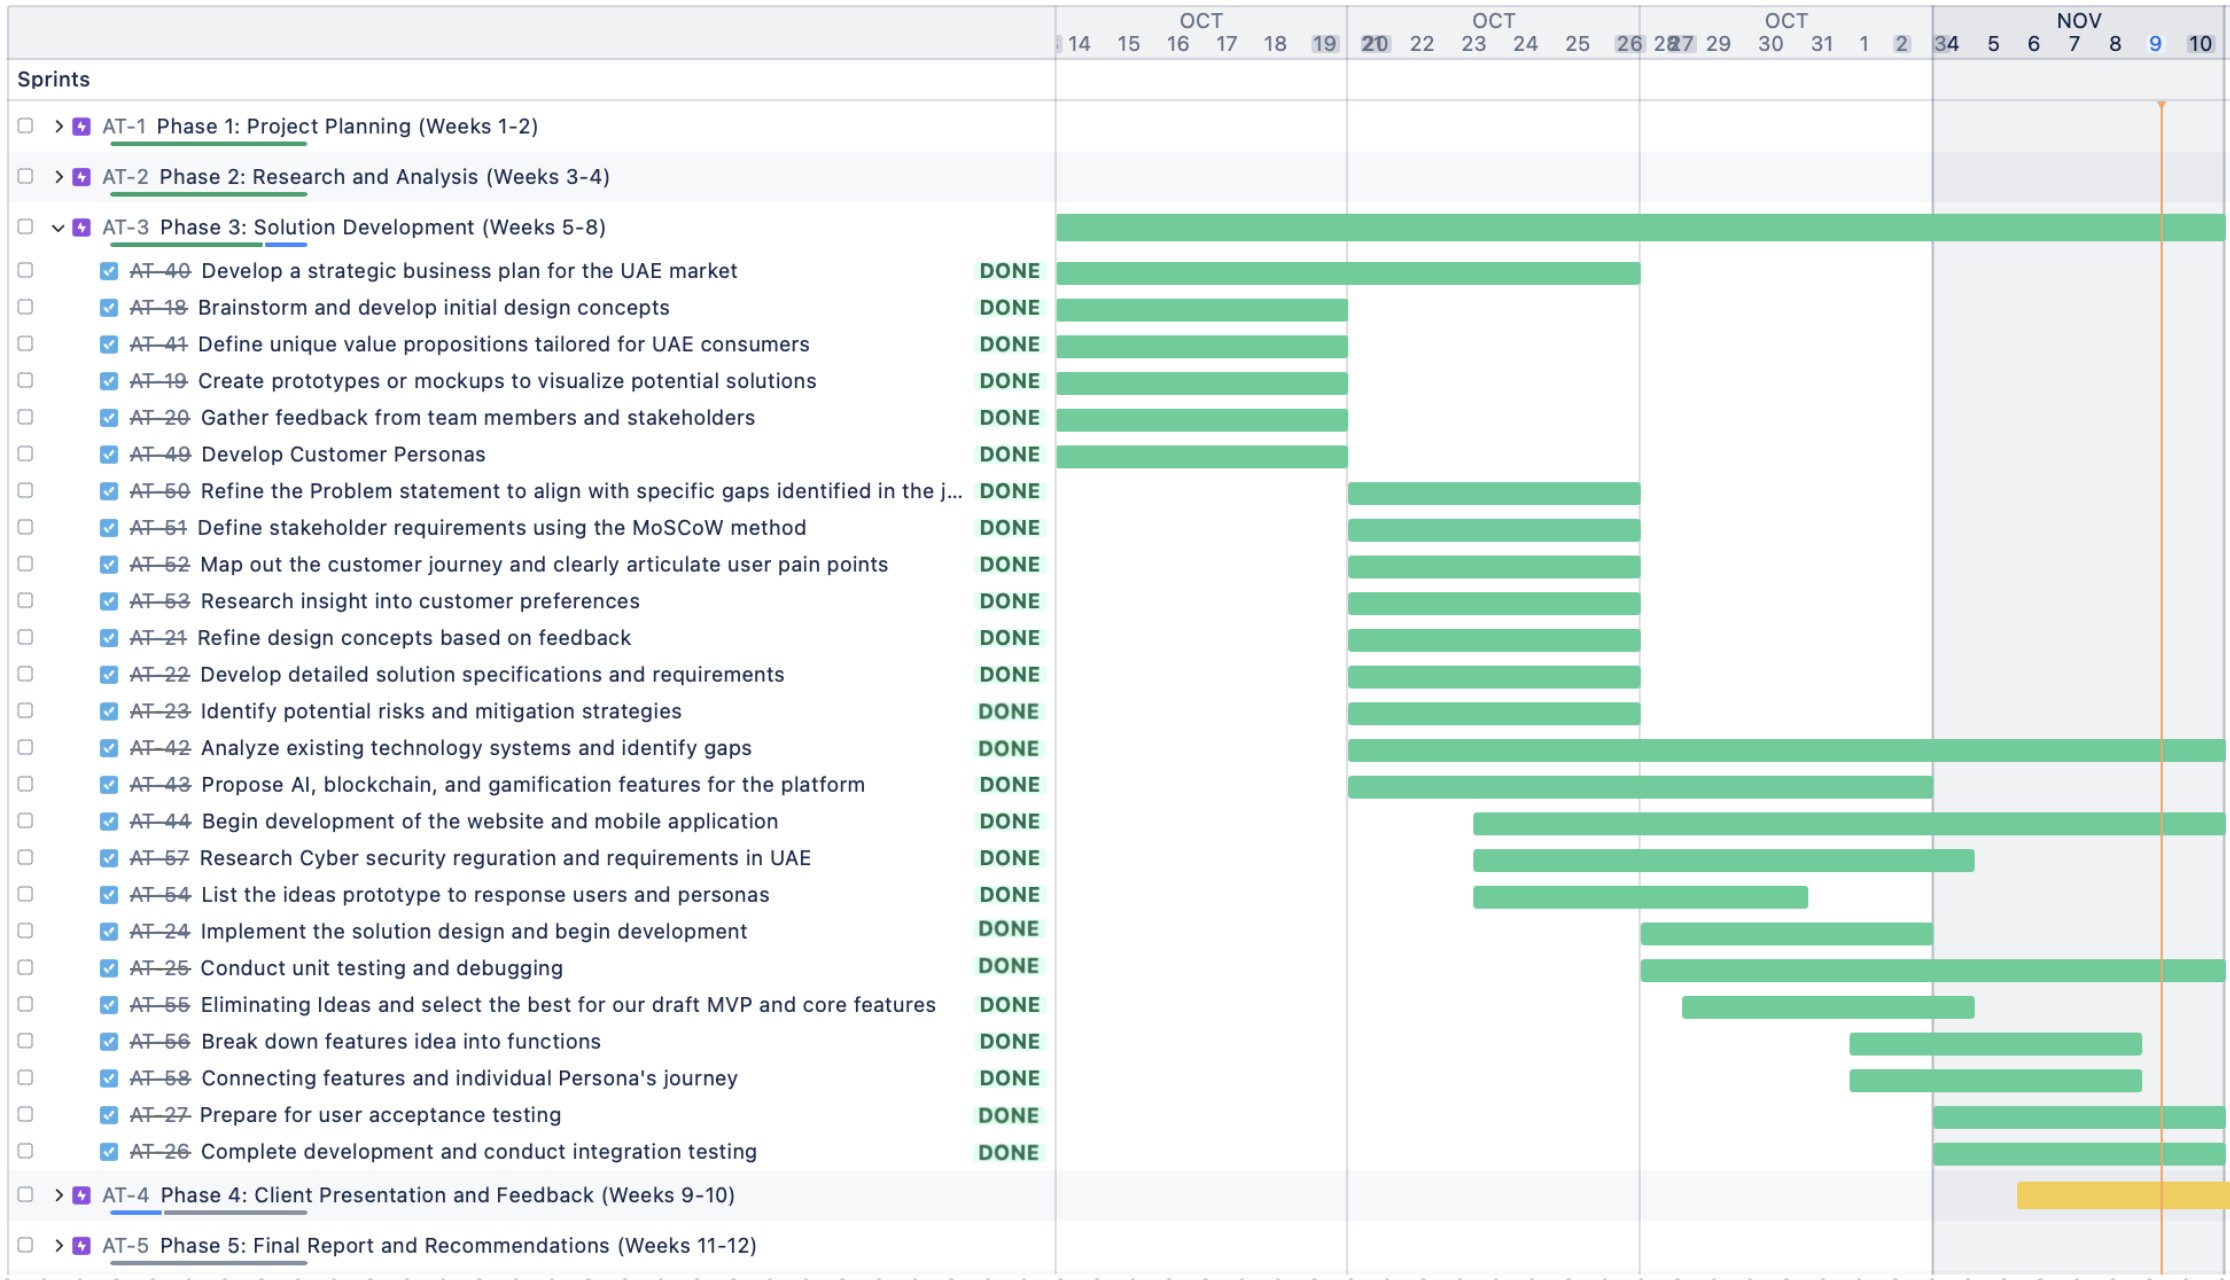 OCT OCT OCT NOV
14 15 16 17 18 19 21 20 22 23 24 25 26 28 27 29 30 31 1 2 3 4 5 6 7 8 9 10
Sprints
AT-1 Phase 1: Project Planning (Weeks 1-2)
AT-2 Phase 2: Research and Analysis (Weeks 3-4)
AT-3 Phase 3: Solution Development (Weeks 5-8)
AT-40 Develop a strategic business plan for the UAE market DONE
AT-18 Brainstorm and develop initial design concepts DONE
AT-41 Define unique value propositions tailored for UAE consumers DONE
AT-19 Create prototypes or mockups to visualize potential solutions DONE
AT-20 Gather feedback from team members and stakeholders DONE
AT-49 Develop Customer Personas DONE
AT-50 Refine the Problem statement to align with specific gaps identified in the j... DONE
AT-51 Define stakeholder requirements using the MoSCoW method DONE
AT-52 Map out the customer journey and clearly articulate user pain points DONE
AT-53 Research insight into customer preferences DONE
AT-21 Refine design concepts based on feedback DONE
AT-22 Develop detailed solution specifications and requirements DONE
AT-23 Identify potential risks and mitigation strategies DONE
AT-42 Analyze existing technology systems and identify gaps DONE
AT-43 Propose AI, blockchain, and gamification features for the platform DONE
AT-44 Begin development of the website and mobile application DONE
AT-57 Research Cyber security reguration and requirements in UAE DONE
AT-54 List the ideas prototype to response users and personas DONE
AT-24 Implement the solution design and begin development DONE
AT-25 Conduct unit testing and debugging DONE
AT-55 Eliminating Ideas and select the best for our draft MVP and core features DONE
AT-56 Break down features idea into functions DONE
AT-58 Connecting features and individual Persona's journey DONE
AT-27 Prepare for user acceptance testing DONE
AT-26 Complete development and conduct integration testing DONE
AT-4 Phase 4: Client Presentation and Feedback (Weeks 9-10)
AT-5 Phase 5: Final Report and Recommendations (Weeks 11-12)